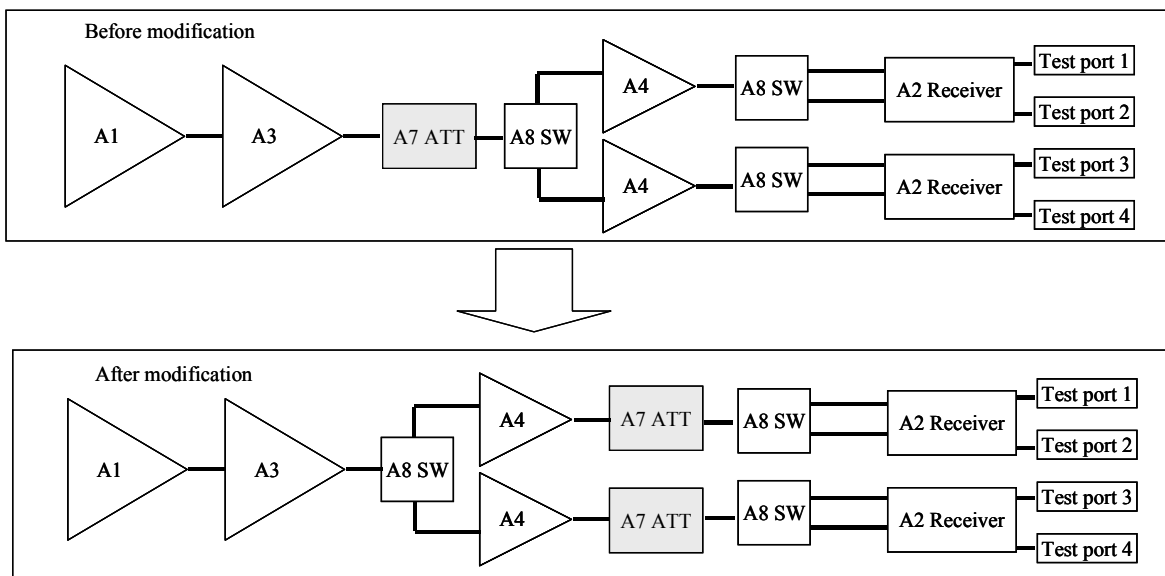 Before modification
A1
A3
A7 ATT
A8 SW
A4
A4
A8 SW
A8 SW
A2 Receiver
A2 Receiver
Test port 1
Test port 2
Test port 3
Test port 4
After modification
A1
A3
A8 SW
A4
A4
A7 ATT
A7 ATT
A8 SW
A8 SW
A2 Receiver
A2 Receiver
Test port 1
Test port 2
Test port 3
Test port 4